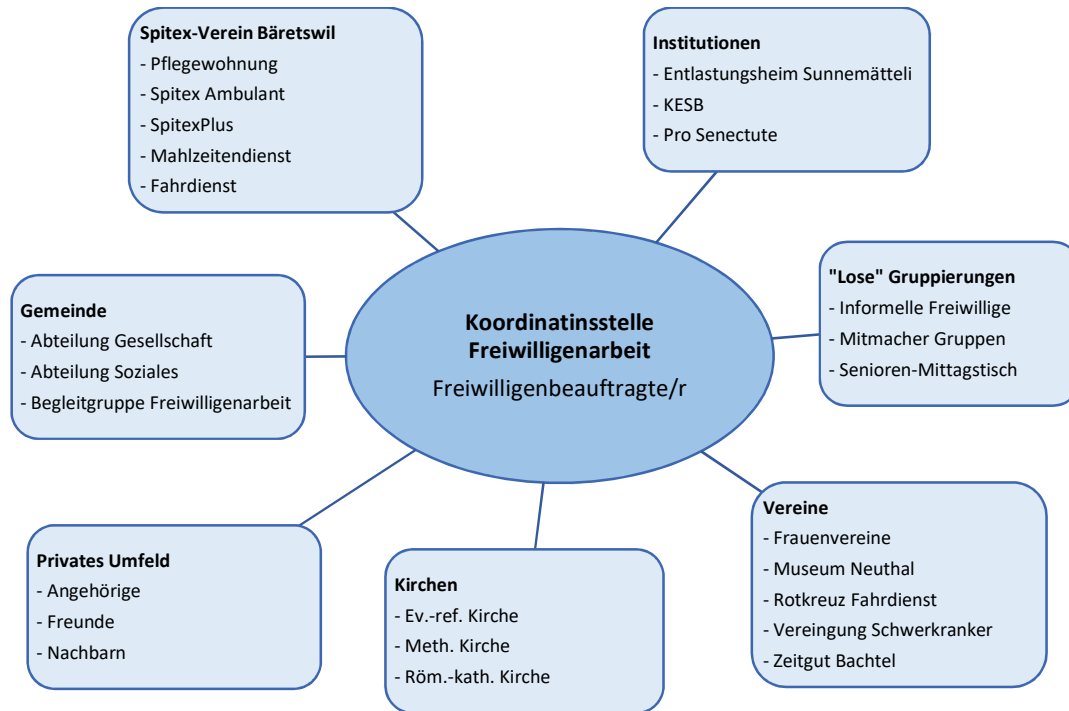 Spitex-Verein Bäretswil
- Pflegewohnung
- Spitex Ambulant
- SpitexPlus
- Mahlzeitendienst
- Fahrdienst
Institutionen
- Entlastungsheim Sunnemätteli
- KESB
- Pro Senectute
Gemeinde
- Abteilung Gesellschaft
- Abteilung Soziales
- Begleitgruppe Freiwilligenarbeit
Koordinatinsstelle
Freiwilligenarbeit
Freiwilligenbeauftragte/r
"Lose" Gruppierungen
- Informelle Freiwillige
- Mitmacher Gruppen
- Senioren-Mittagstisch
Privates Umfeld
- Angehörige
- Freunde
- Nachbarn
Kirchen
- Ev.-ref. Kirche
- Meth. Kirche
- Röm.-kath. Kirche
Vereine
- Frauenvereine
- Museum Neuthal
- Rotkreuz Fahrdienst
- Vereingung Schwerkranker
- Zeitgut Bachtel